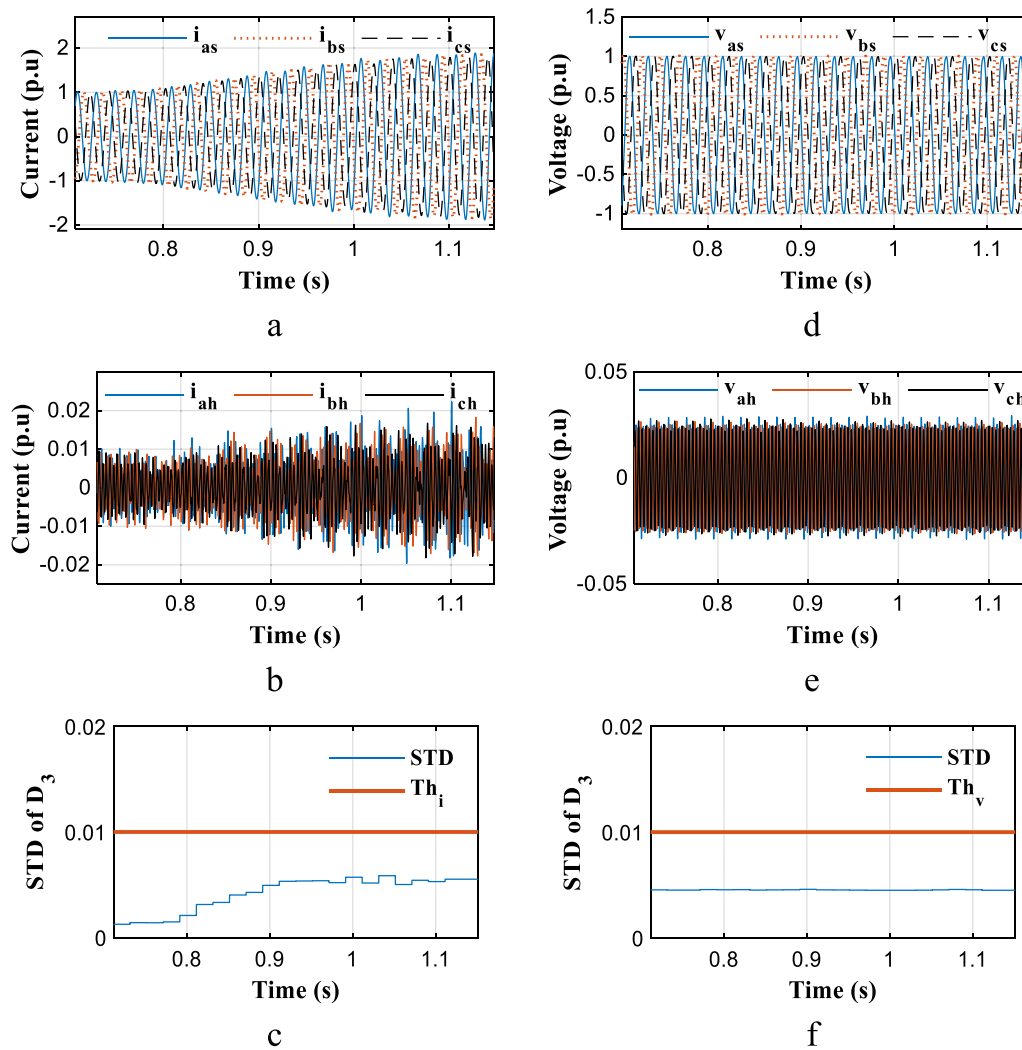 i_as i_bs i_cs
Current (p.u)
2
1
0
-1
-2
0.8 0.9 1 1.1
Time (s)
a
v_as v_bs v_cs
Voltage (p.u)
1.5
1
0.5
0
-0.5
-1
0.8 0.9 1 1.1
Time (s)
d
i_ah i_bh i_ch
Current (p.u)
0.02
0.01
0
-0.01
-0.02
0.8 0.9 1 1.1
Time (s)
b
v_ah v_bh v_ch
Voltage (p.u)
0.05
0
-0.05
0.8 0.9 1 1.1
Time (s)
e
STD
Th_i
STD of D_3
0.02
0.01
0
0.8 0.9 1 1.1
Time (s)
c
STD
Th_v
STD of D_3
0.02
0.01
0
0.8 0.9 1 1.1
Time (s)
f